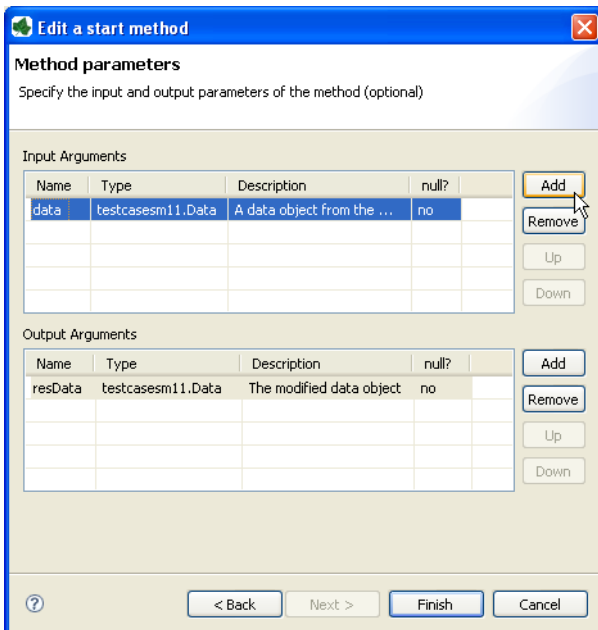 Edit a start method
Method parameters
Specify the input and output parameters of the method (optional)
Input Arguments
Name Type Description null?
data testcasesm11.Data A data object from the ... no
Add
Remove
Up
Down
Output Arguments
Name Type Description null?
resData testcasesm11.Data The modified data object no
Add
Remove
Up
Down
? < Back Next > Finish Cancel